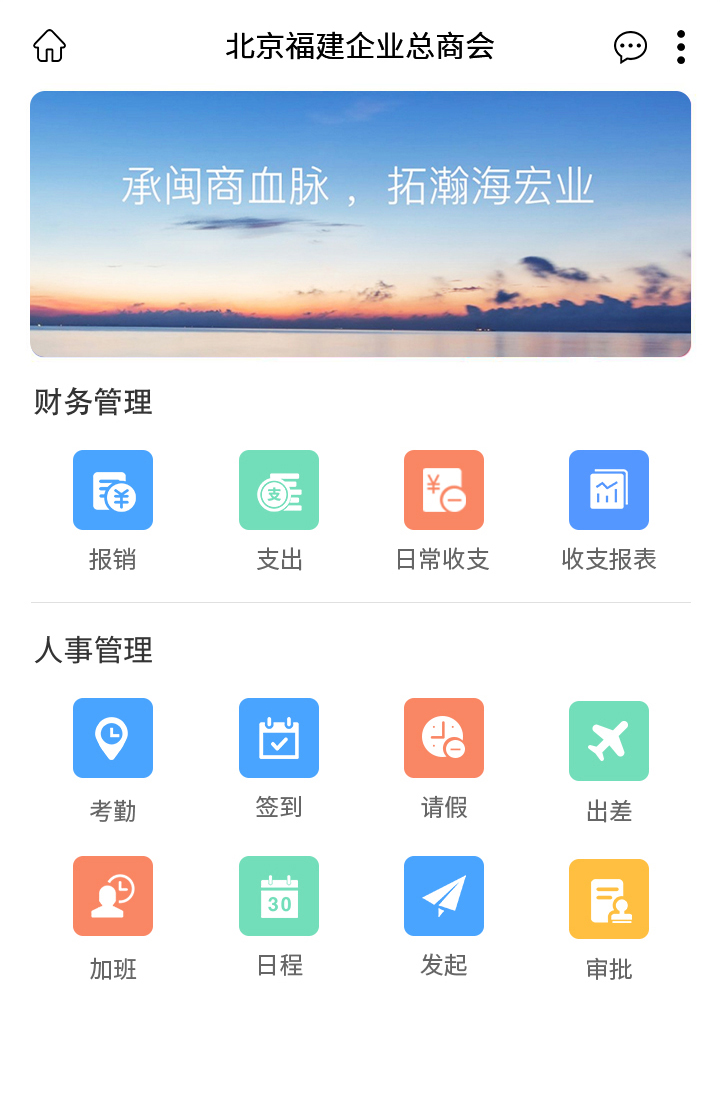 北京福建企业总商会
承闽商血脉，拓瀚海宏业
财务管理
¥ 支 ¥
报销 支出 日常收支 收支报表
人事管理
考勤 签到 请假 出差
30
加班 日程 发起 审批